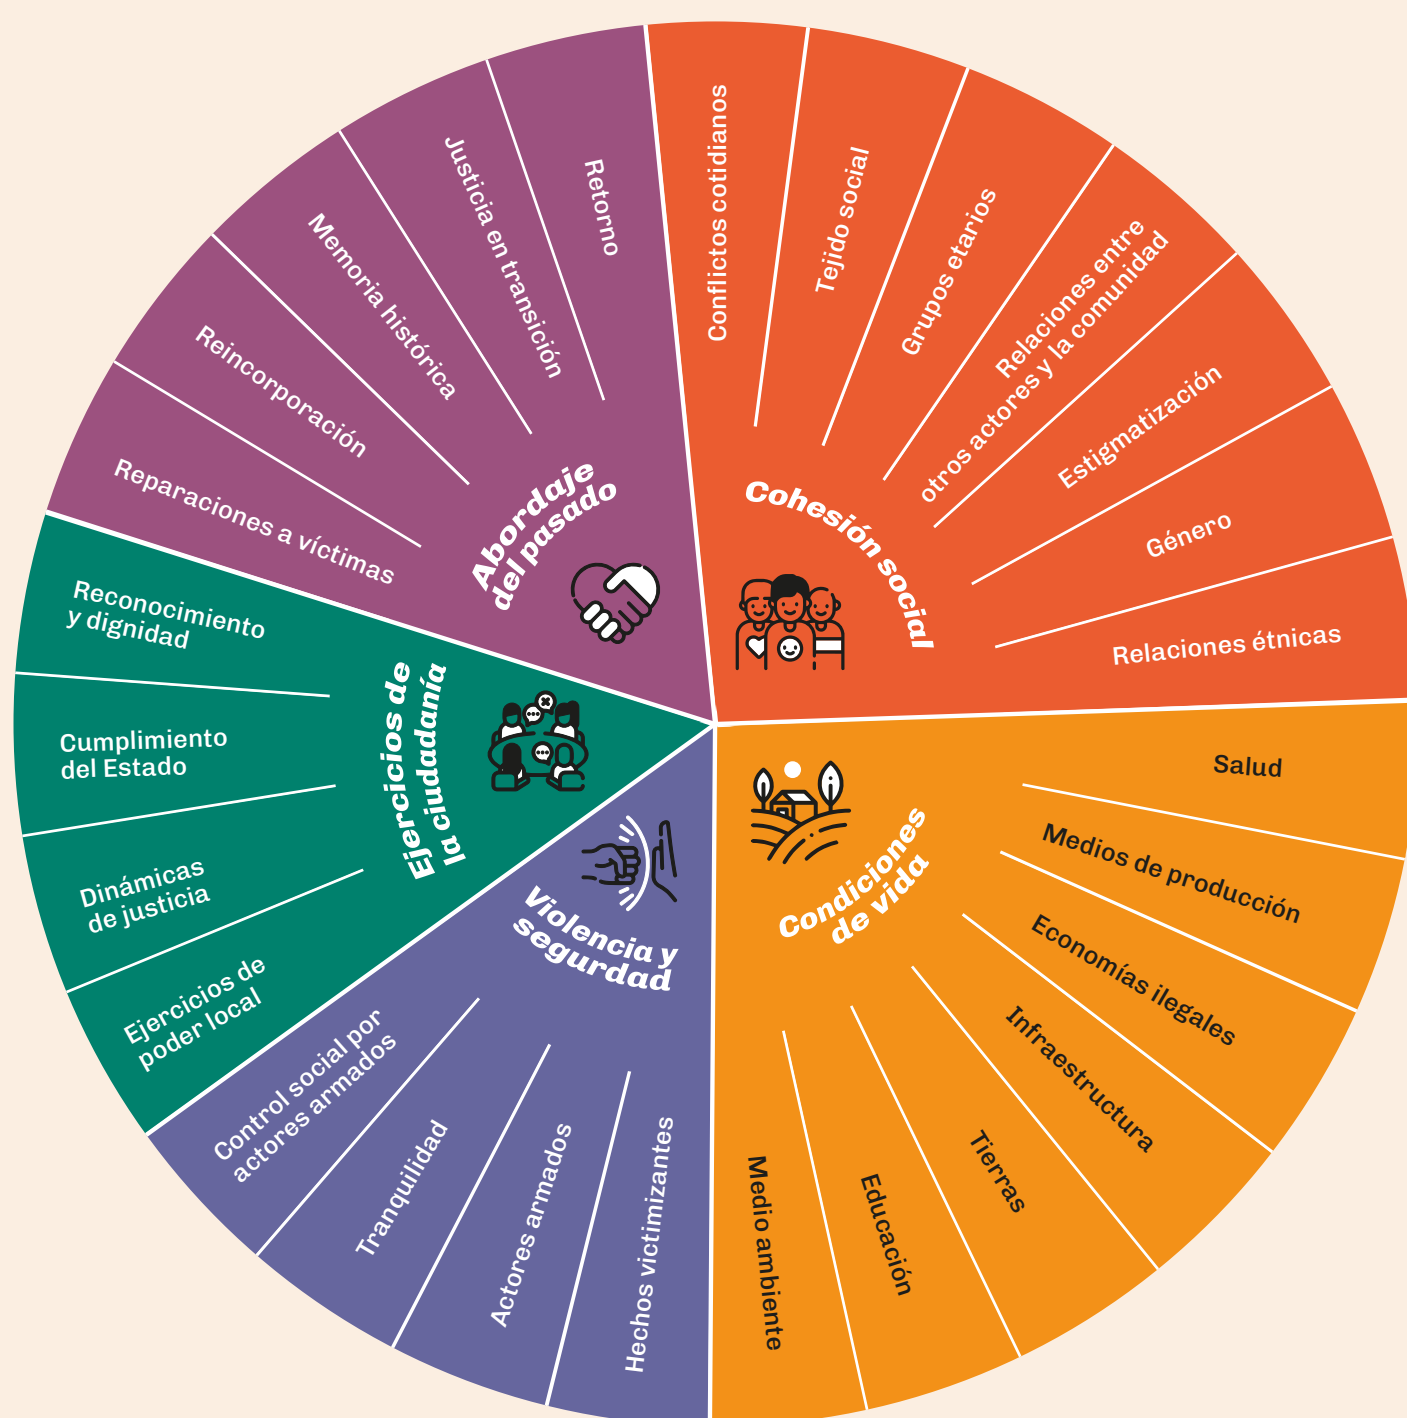 Cohesión social
Conflictos cotidianos
Tejido social
Grupos etarios
Relaciones entre
otros actores y la comunidad
Estigmatización
Género
Relaciones étnicas
Condiciones
de vida
Salud
Medios de producción
Economías ilegales
Infraestructura
Tierras
Educación
Medio ambiente
Violencia y
segurdad
Hechos victimizantes
Actores armados
Tranquilidad
Control social por
actores armados
Ejercicios de
la ciudadanía
Ejercicios de
poder local
Dinámicas
de justicia
Cumplimiento
del Estado
Reconocimiento
y dignidad
Abordaje
del pasado
Reparaciones a víctimas
Reincorporación
Memoria histórica
Justicia en transición
Retorno